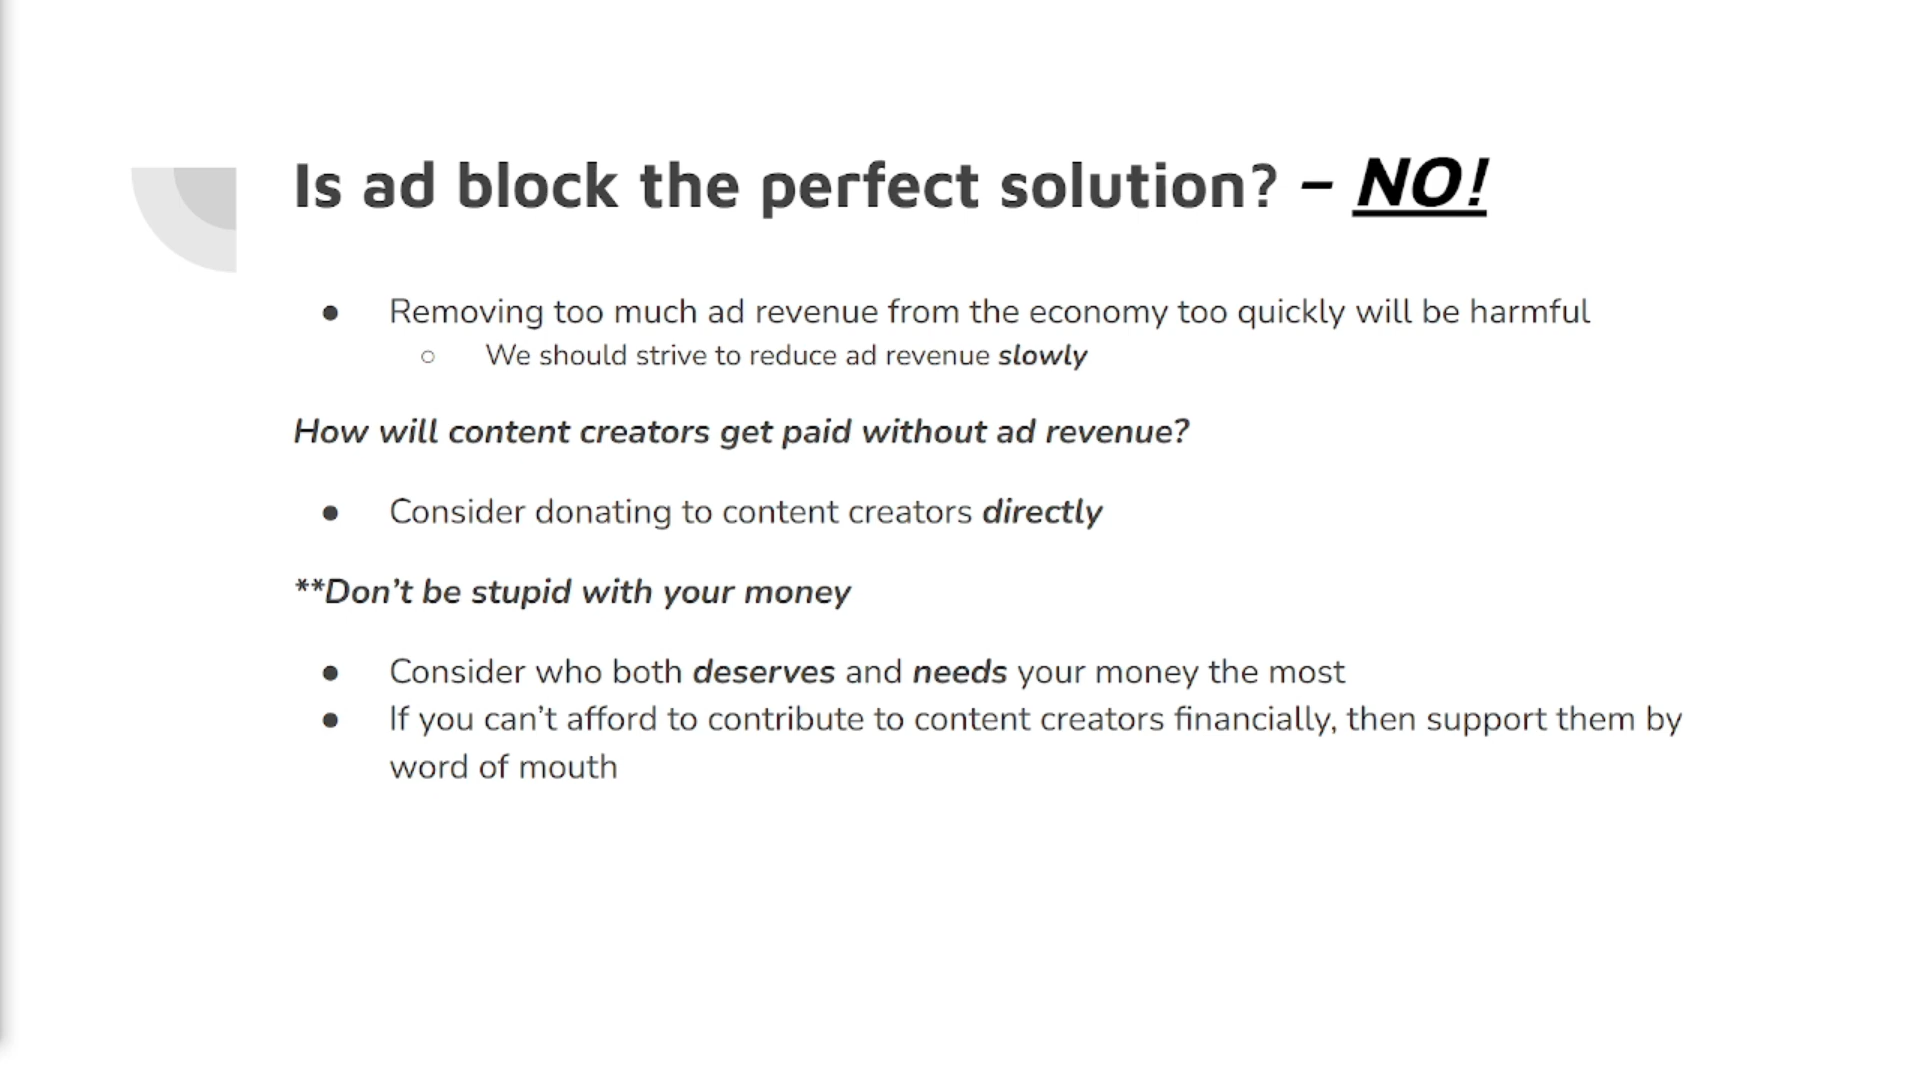 Is ad block the perfect solution? – NO!
● Removing too much ad revenue from the economy too quickly will be harmful
○ We should strive to reduce ad revenue slowly
How will content creators get paid without ad revenue?
● Consider donating to content creators directly
**Don’t be stupid with your money
● Consider who both deserves and needs your money the most
● If you can’t afford to contribute to content creators financially, then support them by
word of mouth